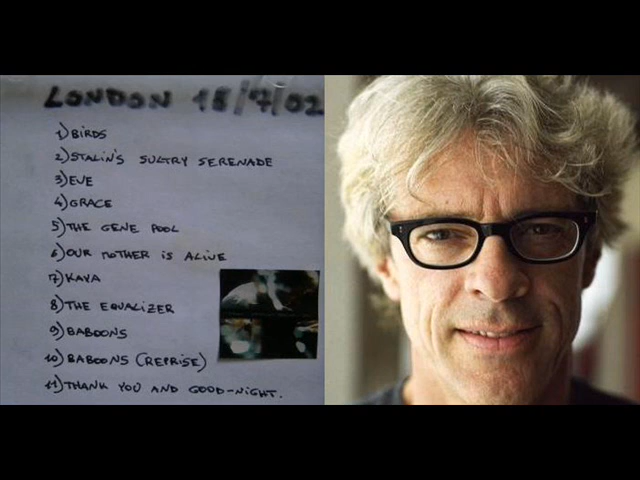 LONDON 18/7/02
1) BIRDS
2) STALIN'S SULTRY SERENADE
3) EVE
4) GRACE
5) THE GENE POOL
6) OUR MOTHER IS ALIVE
7) KAYA
8) THE EQUALIZER
9) BABOONS
10) BABOONS (REPRISE)
11) THANK YOU AND GOOD-NIGHT.